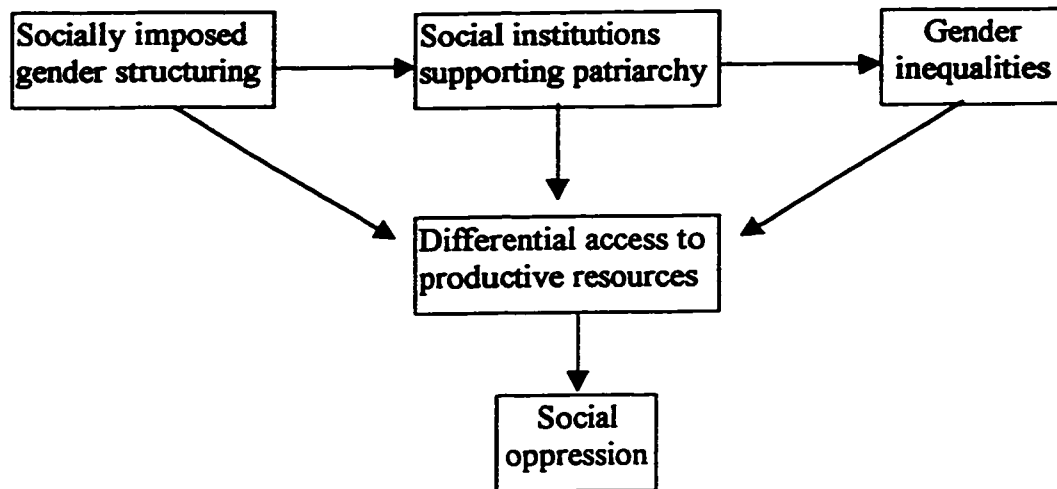 Socially imposed
gender structuring
Social institutions
supporting patriarchy
Gender
inequalities
Differential access to
productive resources
Social
oppression